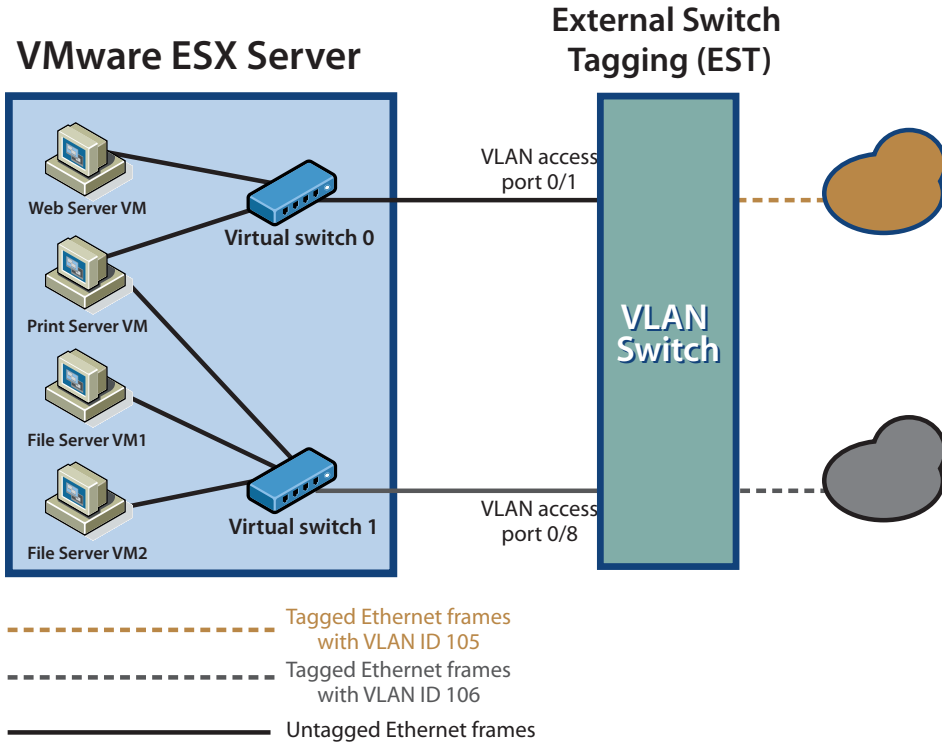 VMware ESX Server
External Switch
Tagging (EST)
Web Server VM
Virtual switch 0
VLAN access
port 0/1
Print Server VM
VLAN
Switch
File Server VM1
File Server VM2
Virtual switch 1
VLAN access
port 0/8
Tagged Ethernet frames
with VLAN ID 105
Tagged Ethernet frames
with VLAN ID 106
Untagged Ethernet frames